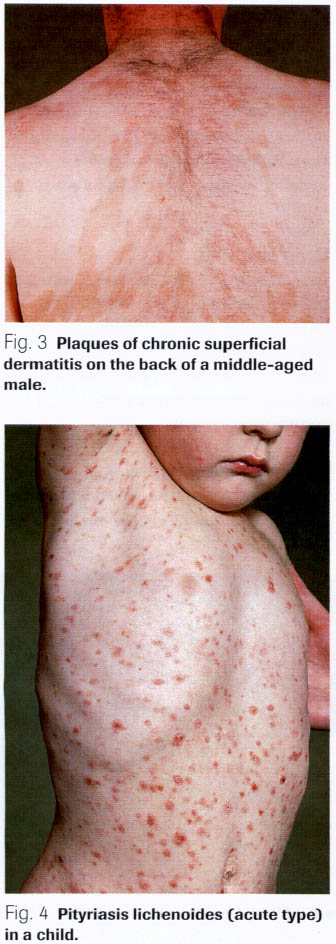 Fig. 3 Plaques of chronic superficial
dermatitis on the back of a middle-aged
male.
Fig. 4 Pityriasis lichenoides (acute type)
in a child.